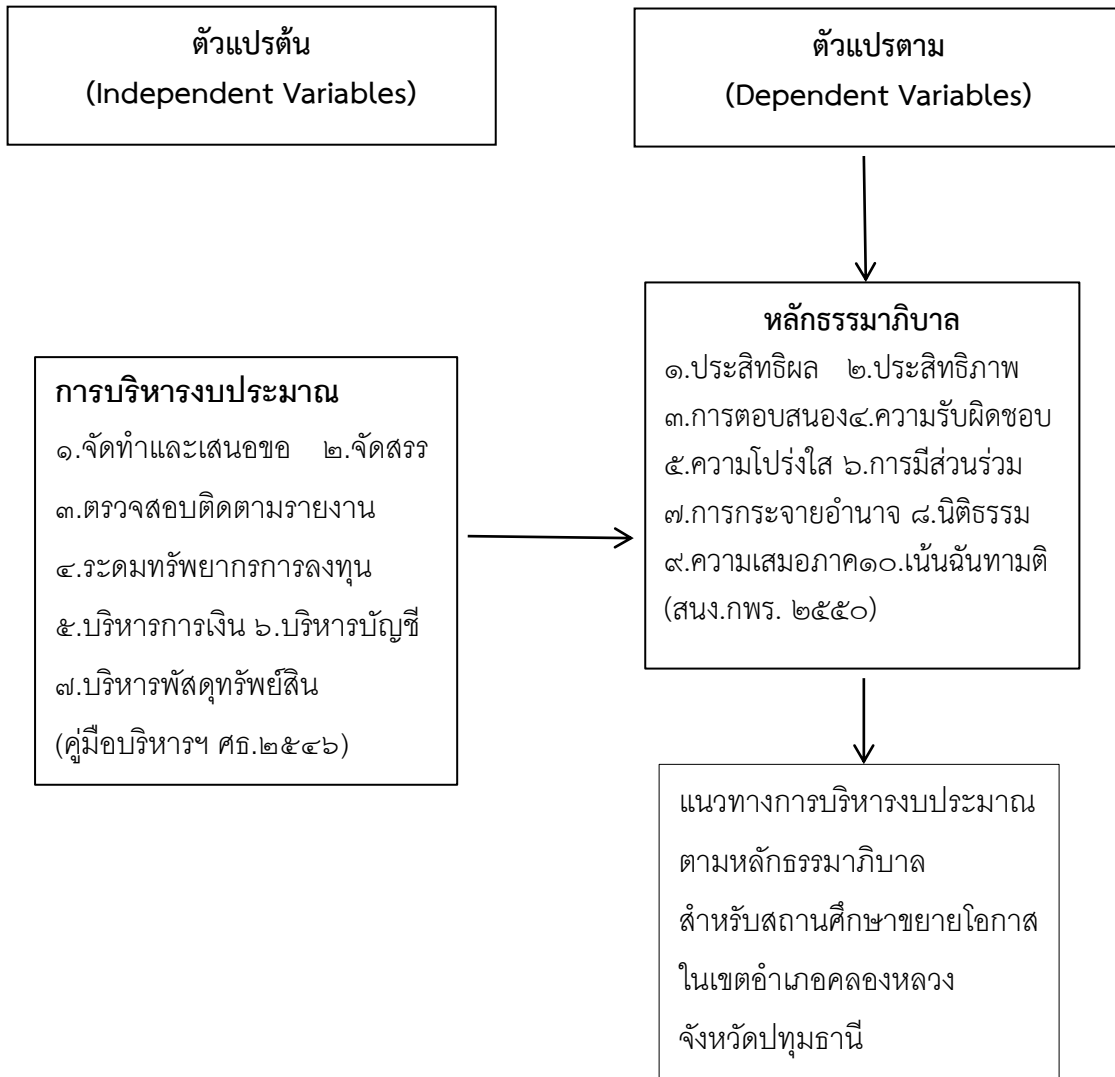 ตัวแปรต้น
(Independent Variables)
ตัวแปรตาม
(Dependent Variables)
การบริหารงบประมาณ
๑.จัดทำและเสนอขอ ๒.จัดสรร
๓.ตรวจสอบติดตามรายงาน
๔.ระดมทรัพยากรการลงทุน
๕.บริหารการเงิน ๖.บริหารบัญชี
๗.บริหารพัสดุทรัพย์สิน
(คู่มือบริหารฯ ศธ.๒๕๔๖)
หลักธรรมาภิบาล
๑.ประสิทธิผล ๒.ประสิทธิภาพ
๓.การตอบสนอง๔.ความรับผิดชอบ
๕.ความโปร่งใส ๖.การมีส่วนร่วม
๗.การกระจายอำนาจ ๘.นิติธรรม
๙.ความเสมอภาค๑๐.เน้นฉันทามติ
(สนง.กพร. ๒๕๕๐)
แนวทางการบริหารงบประมาณ
ตามหลักธรรมาภิบาล
สำหรับสถานศึกษาขยายโอกาส
ในเขตอำเภอคลองหลวง
จังหวัดปทุมธานี